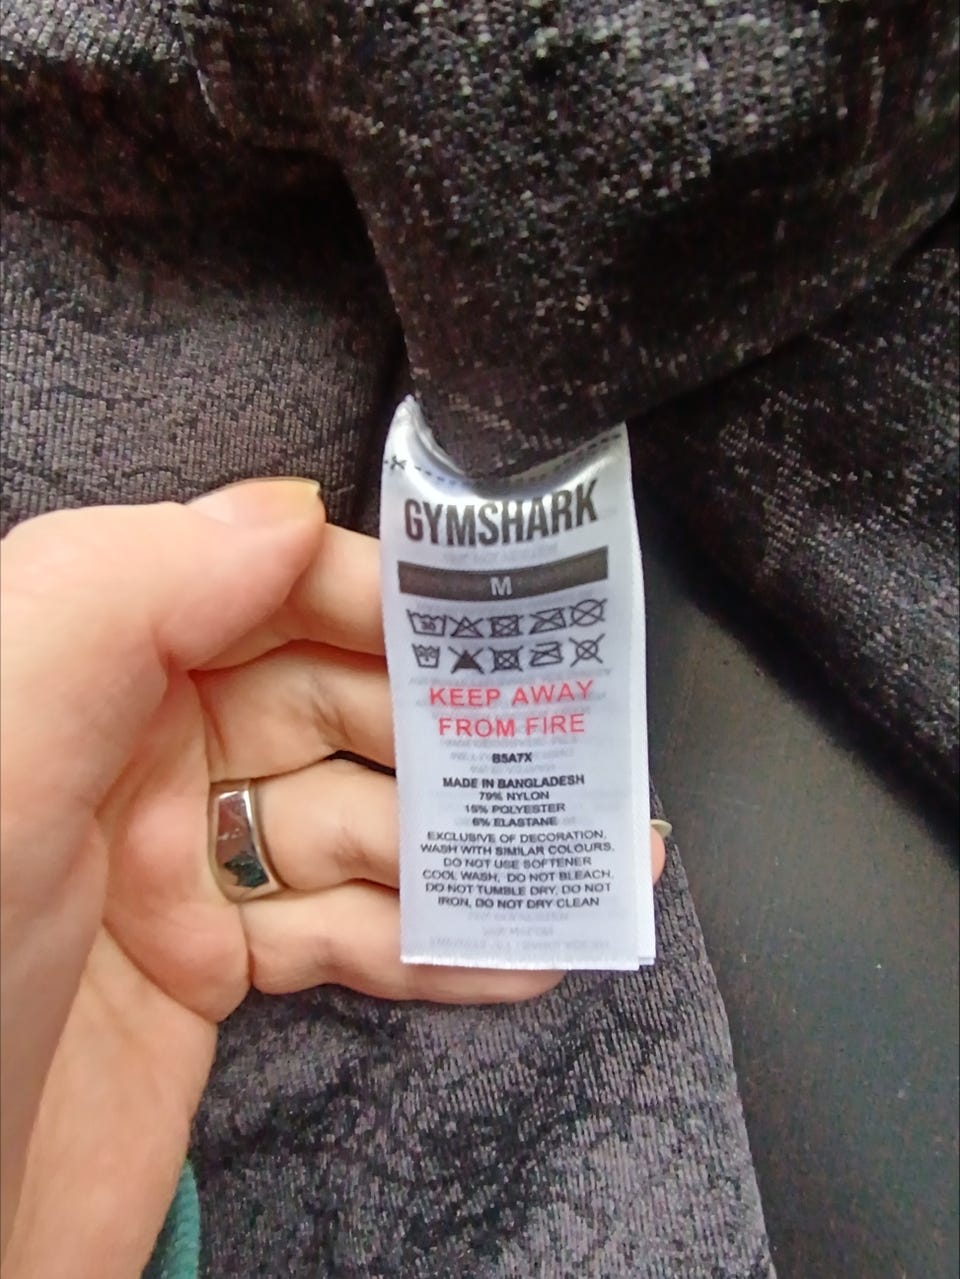 GYMSHARK
M
30
KEEP AWAY
FROM FIRE
B5A7X
MADE IN BANGLADESH
79% NYLON
15% POLYESTER
6% ELASTANE
EXCLUSIVE OF DECORATION.
WASH WITH SIMILAR COLOURS.
DO NOT USE SOFTENER
COOL WASH, DO NOT BLEACH,
DO NOT TUMBLE DRY, DO NOT
IRON, DO NOT DRY CLEAN